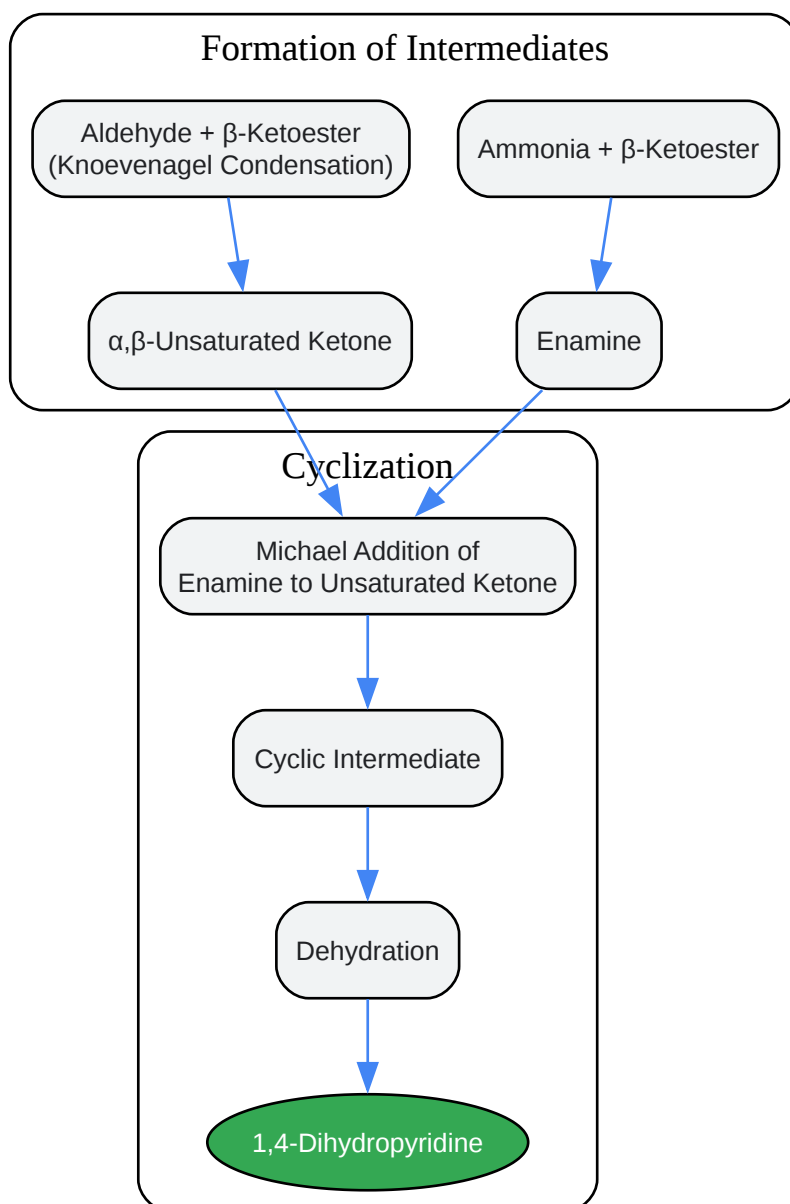 Formation of Intermediates
Aldehyde + β-Ketoester
(Knoevenagel Condensation)
Ammonia + β-Ketoester
α,β-Unsaturated Ketone
Enamine
Cyclization
Michael Addition of
Enamine to Unsaturated Ketone
Cyclic Intermediate
Dehydration
1,4-Dihydropyridine